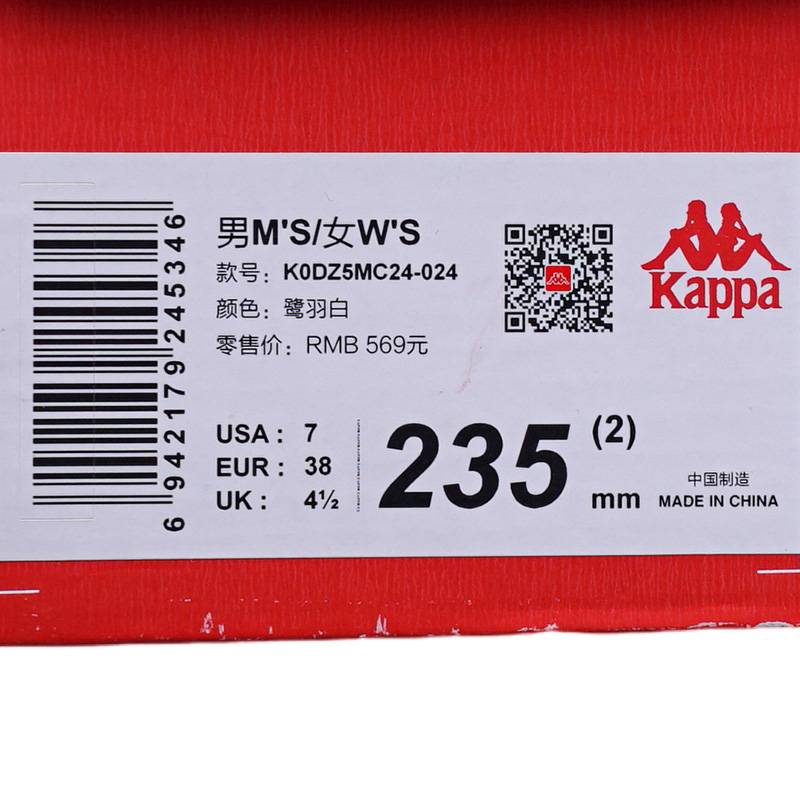 6 942179 245346
男M'S/女W'S
款号: K0DZ5MC24-024
颜色: 鹭羽白
零售价: RMB 569元
Kappa
USA : 7
EUR : 38
UK : 4½
235 (2)
mm
中国制造
MADE IN CHINA